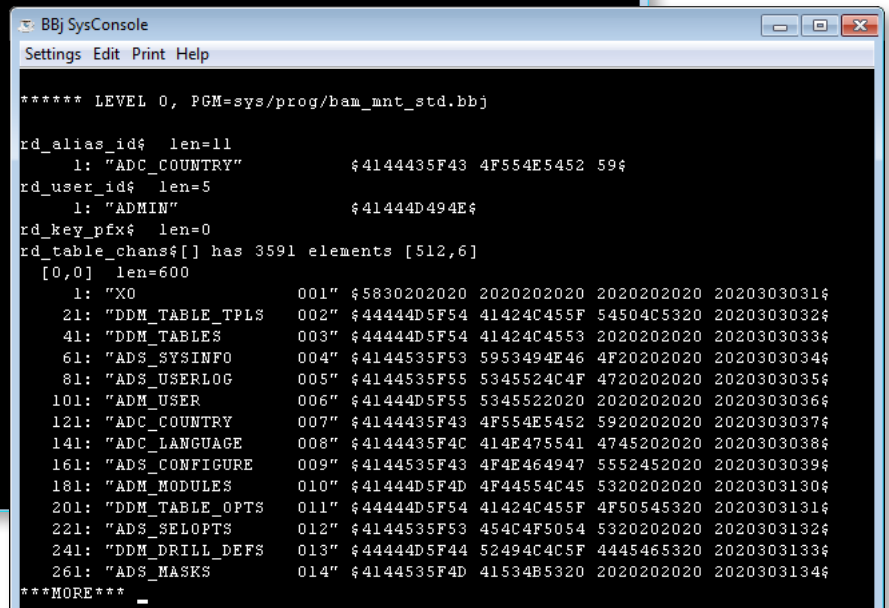 BBj SysConsole
Settings Edit Print Help
****** LEVEL 0, PGM=sys/prog/bam_mnt_std.bbj
rd_alias_id$ len=11
1: "ADC_COUNTRY" $4144435F43 4F554E5452 59$
rd_user_id$ len=5
1: "ADMIN" $41444D494E$
rd_key_pfx$ len=0
rd_table_chans$[] has 3591 elements [512,6]
[0,0] len=600
1: "X0 001" $5830202020 2020202020 2020202020 2020303031$
21: "DDM_TABLE_TPLS 002" $44444D5F54 41424C455F 54504C5320 2020303032$
41: "DDM_TABLES 003" $44444D5F54 41424C4553 2020202020 2020303033$
61: "ADS_SYSINFO 004" $4144535F53 5953494E46 4F20202020 2020303034$
81: "ADS_USERLOG 005" $4144535F55 5345524C4F 4720202020 2020303035$
101: "ADM_USER 006" $41444D5F55 5345522020 2020202020 2020303036$
121: "ADC_COUNTRY 007" $4144435F43 4F554E5452 5920202020 2020303037$
141: "ADC_LANGUAGE 008" $4144435F4C 414E475541 4745202020 2020303038$
161: "ADS_CONFIGURE 009" $4144535F43 4F4E464947 5552452020 2020303039$
181: "ADM_MODULES 010" $41444D5F4D 4F44554C45 5320202020 2020303130$
201: "DDM_TABLE_OPTS 011" $44444D5F54 41424C455F 4F50545320 2020303131$
221: "ADS_SELOPTS 012" $4144535F53 454C4F5054 5320202020 2020303132$
241: "DDM_DRILL_DEFS 013" $44444D5F44 52494C4C5F 4445465320 2020303133$
261: "ADS_MASKS 014" $4144535F4D 41534B5320 2020202020 2020303134$
***MORE*** _